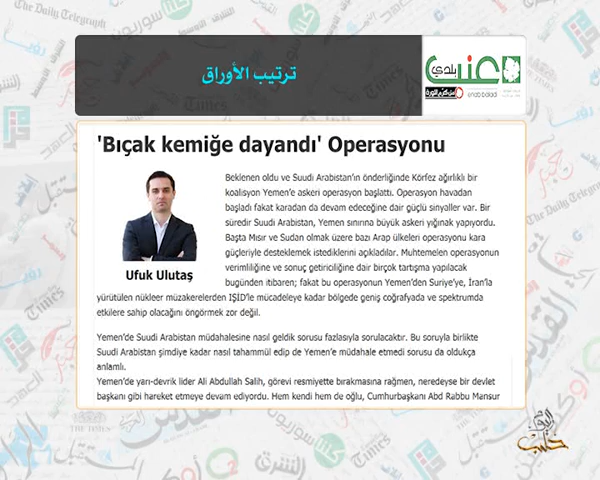 ترتيب الأوراق
عنب بلدي
من كرم الثورة
enab baladi
'Bıçak kemiğe dayandı' Operasyonu
Beklenen oldu ve Suudi Arabistan'ın önderliğinde Körfez ağırlıklı bir
koalisyon Yemen'e askeri operasyon başlattı. Operasyon havadan
başladı fakat karadan da devam edeceğine dair güçlü sinyaller var. Bir
süredir Suudi Arabistan, Yemen sınırına büyük askeri yığınak yapıyordu.
Başta Mısır ve Sudan olmak üzere bazı Arap ülkeleri operasyonu kara
güçleriyle desteklemek istediklerini açıkladılar. Muhtemelen operasyonun
verimliliğine ve sonuç getiriciliğine dair birçok tartışma yapılacak
bugünden itibaren; fakat bu operasyonun Yemen'den Suriye'ye, İran'la
yürütülen nükleer müzakerelerden IŞİD'le mücadeleye kadar bölgede geniş coğrafyada ve spektrumda
etkilere sahip olacağını öngörmek zor değil.
Ufuk Ulutaş
Yemen'de Suudi Arabistan müdahalesine nasıl geldik sorusu fazlasıyla sorulacaktır. Bu soruyla birlikte
Suudi Arabistan şimdiye kadar nasıl tahammül edip de Yemen'e müdahale etmedi sorusu da oldukça
anlamlı.
Yemen'de yarı-devrik lider Ali Abdullah Salih, görevi resmiyette bırakmasına rağmen, neredeyse bir devlet
başkanı gibi hareket etmeye devam ediyordu. Hem kendi hem de oğlu, Cumhurbaşkanı Abd Rabbu Mansur
حلب اليوم